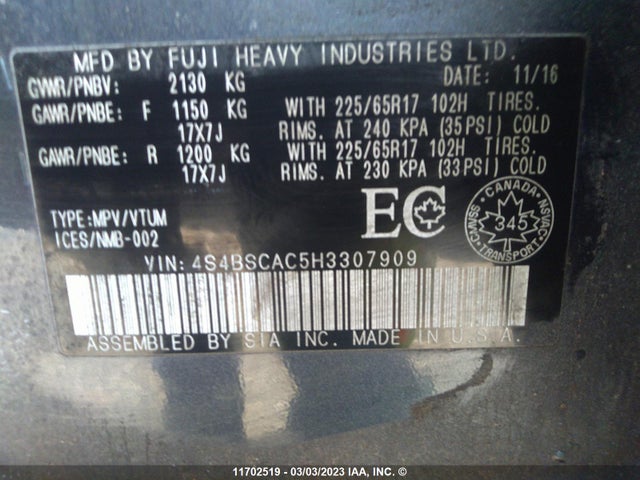 MFD BY FUJI HEAVY INDUSTRIES LTD.
GVWR/PNBV: 2130 KG DATE: 11/16
GAWR/PNBE: F 1150 KG WITH 225/65R17 102H TIRES.
17X7J RIMS. AT 240 KPA (35PSI) COLD
GAWR/PNBE: R 1200 KG WITH 225/65R17 102H TIRES.
17X7J RIMS. AT 230 KPA (33PSI) COLD
TYPE:MPV/VTUM
ICES/NMB-002
EC
CANADA
345
TRANSPORT
NSVAC
CMVSS
VIN: 4S4BSCAC5H3307909
ASSEMBLED BY SIA INC. MADE IN U.S.A.
11702519 - 03/03/2023 IAA, INC. ©